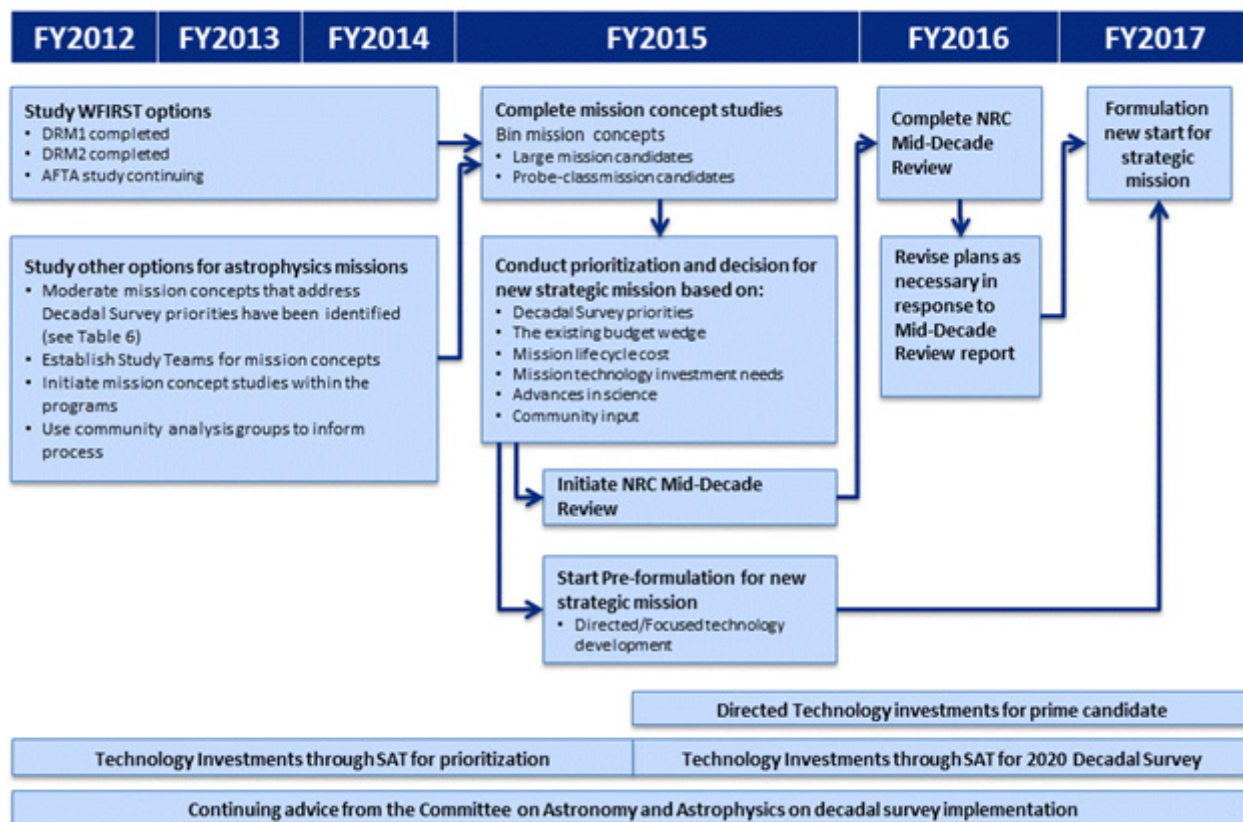 FY2012 FY2013 FY2014 FY2015 FY2016 FY2017
Study WFIRST options
• DRM1 completed
• DRM2 completed
• AFTA study continuing
Study other options for astrophysics missions
• Moderate mission concepts that address
Decadal Survey priorities have been identified
(see Table 6)
• Establish Study Teams for mission concepts
• Initiate mission concept studies within the
programs
• Use community analysis groups to inform
process
Complete mission concept studies
Bin mission concepts
• Large mission candidates
• Probe-classmission candidates
Conduct prioritization and decision for
new strategic mission based on:
• Decadal Survey priorities
• The existing budget wedge
• Mission life cycle cost
• Mission technology investment needs
• Advances in science
• Community input
Initiate NRC Mid-Decade
Review
Start Pre-formulation for new
strategic mission
• Directed/Focused technology
development
Complete NRC
Mid-Decade
Review
Revise plans as
necessary in
response to
Mid-Decade
Review report
Formulation
new start for
strategic
mission
Directed Technology investments for prime candidate
Technology Investments through SAT for prioritization
Technology Investments through SAT for 2020 Decadal Survey
Continuing advice from the Committee on Astronomy and Astrophysics on decadal survey implementation